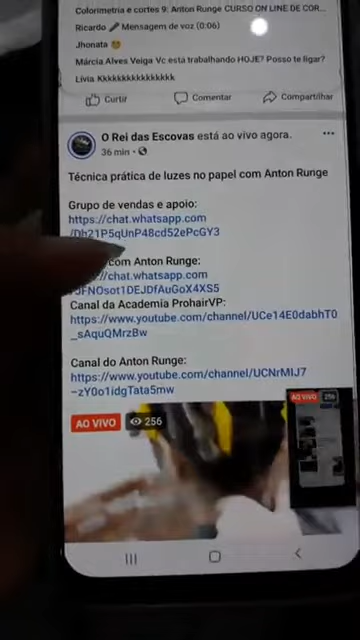 Colorimetria e cortes 9: Anton Runge CURSO ON LINE DE COR...
Ricardo 🎤 Mensagem de voz (0:06)
Jhonata 😁
Márcia Alves Veiga Vc está trabalhando HOJE? Posso te ligar?
Lívia Kkkkkkkkkkkkkkkk
Curtir
Comentar
Compartilhar
O Rei das Escovas está ao vivo agora.
36 min
Técnica prática de luzes no papel com Anton Runge
Grupo de vendas e apoio:
https://chat.whatsapp.com
/Dh21P5qUnP48cd52ePcGY3
com Anton Runge:
//chat.whatsapp.com
JFNOsot1DEJDfAuGoX4XS5
Canal da Academia ProhairVP:
https://www.youtube.com/channel/UCe14E0dabhT0
_sAquQMrzBw
Canal do Anton Runge:
https://www.youtube.com/channel/UCNrMIJ7
-zY0o1idgTata5mw
AO VIVO 256
AO VIVO 256